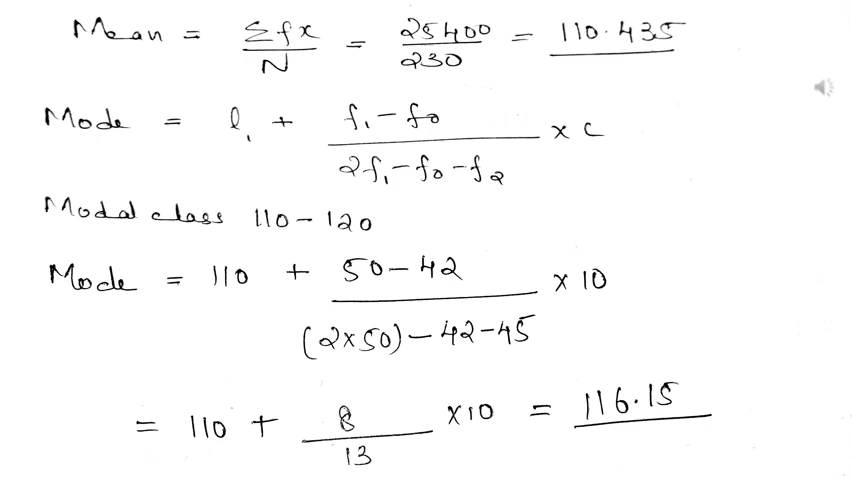 Mean = Σfx / N = 25400 / 230 = 110.435
Mode = l₁ + (f₁ – f₀) / (2f₁ – f₀ – f₂) × c
Modal class 110 – 120
Mode = 110 + (50 – 42) / ((2×50) – 42 – 45) × 10
= 110 + 8 / 13 ×10 = 116.15